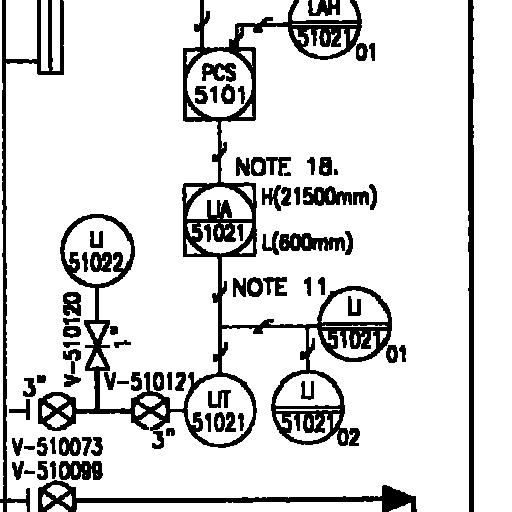 LAH
51021
01
PCS
5101
NOTE 18.
H(21500mm)
LIA
51021
L(600mm)
LI
51022
NOTE 11
LI
51021
01
V-510120
1"
V-510121
3"
LIT
51021
LI
51021
02
3"
V-510073
V-510099